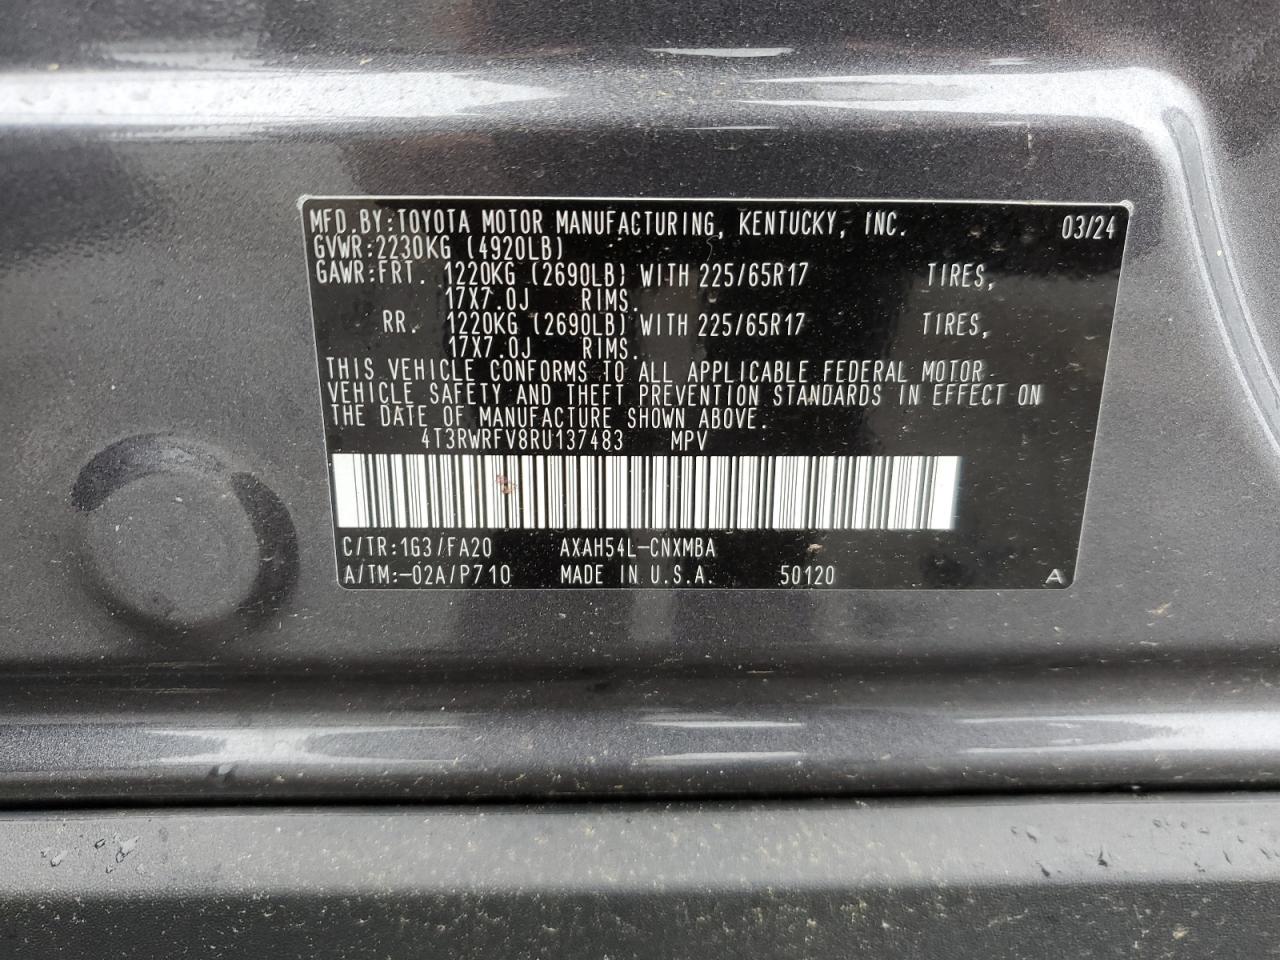 MFD.BY:TOYOTA MOTOR MANUFACTURING, KENTUCKY, INC. 03/24
GVWR:2230KG (4920LB)
GAWR:FRT. 1220KG (2690LB) WITH 225/65R17 TIRES,
17X7.0J RIMS.
RR. 1220KG (2690LB) WITH 225/65R17 TIRES,
17X7.0J RIMS.
THIS VEHICLE CONFORMS TO ALL APPLICABLE FEDERAL MOTOR
VEHICLE SAFETY AND THEFT PREVENTION STANDARDS IN EFFECT ON
THE DATE OF MANUFACTURE SHOWN ABOVE.
4T3RWRFV8RU137483 MPV
C/TR:1G3/FA20 AXAH54L-CNXMBA
A/TM:-02A/P710 MADE IN U.S.A. 50120 A